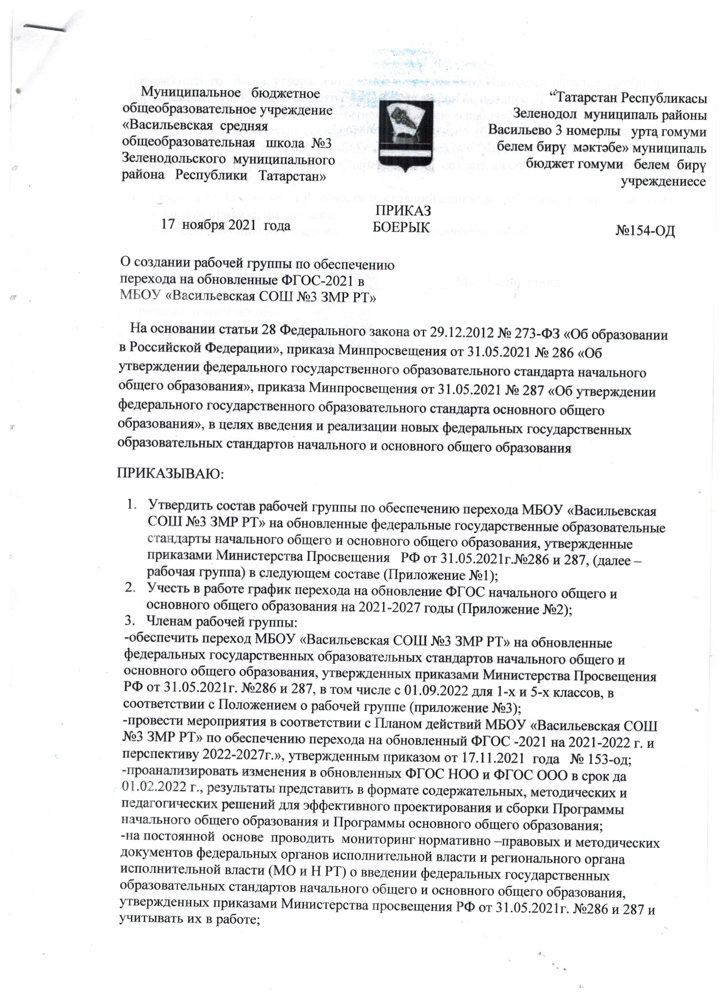 Муниципальное бюджетное
общеобразовательное учреждение
«Васильевская средняя
общеобразовательная школа №3
Зеленодольского муниципального
района Республики Татарстан»
“Татарстан Республикасы
Зеленодол муниципаль районы
Васильево 3 номерлы урта гомуми
белем бирү мәктәбе» муниципаль
бюджет гомуми белем бирү
учреждениесе
ПРИКАЗ
17 ноября 2021 года БОЕРЫК №154-ОД
О создании рабочей группы по обеспечению
перехода на обновленные ФГОС-2021 в
МБОУ «Васильевская СОШ №3 ЗМР РТ»
На основании статьи 28 Федерального закона от 29.12.2012 № 273-ФЗ «Об образовании
в Российской Федерации», приказа Минпросвещения от 31.05.2021 № 286 «Об
утверждении федерального государственного образовательного стандарта начального
общего образования», приказа Минпросвещения от 31.05.2021 № 287 «Об утверждении
федерального государственного образовательного стандарта основного общего
образования», в целях введения и реализации новых федеральных государственных
образовательных стандартов начального и основного общего образования
ПРИКАЗЫВАЮ:
1. Утвердить состав рабочей группы по обеспечению перехода МБОУ «Васильевская
СОШ №3 ЗМР РТ» на обновленные федеральные государственные образовательные
стандарты начального общего и основного общего образования, утвержденные
приказами Министерства Просвещения РФ от 31.05.2021г.№286 и 287, (далее –
рабочая группа) в следующем составе (Приложение №1);
2. Учесть в работе график перехода на обновление ФГОС начального общего и
основного общего образования на 2021-2027 годы (Приложение №2);
3. Членам рабочей группы:
-обеспечить переход МБОУ «Васильевская СОШ №3 ЗМР РТ» на обновленные
федеральных государственных образовательных стандартов начального общего и
основного общего образования, утвержденных приказами Министерства Просвещения
РФ от 31.05.2021г. №286 и 287, в том числе с 01.09.2022 для 1-х и 5-х классов, в
соответствии с Положением о рабочей группе (приложение №3);
-провести мероприятия в соответствии с Планом действий МБОУ «Васильевская СОШ
№3 ЗМР РТ» по обеспечению перехода на обновленный ФГОС -2021 на 2021-2022 г. и
перспективу 2022-2027г.», утвержденным приказом от 17.11.2021 года № 153-од;
-проанализировать изменения в обновленных ФГОС НОО и ФГОС ООО в срок да
01.02.2022 г., результаты представить в формате содержательных, методических и
педагогических решений для эффективного проектирования и сборки Программы
начального общего образования и Программы основного общего образования;
-на постоянной основе проводить мониторинг нормативно –правовых и методических
документов федеральных органов исполнительной власти и регионального органа
исполнительной власти (МО и Н РТ) о введении федеральных государственных
образовательных стандартов начального общего и основного общего образования,
утвержденных приказами Министерства просвещения РФ от 31.05.2021г. №286 и 287 и
учитывать их в работе;